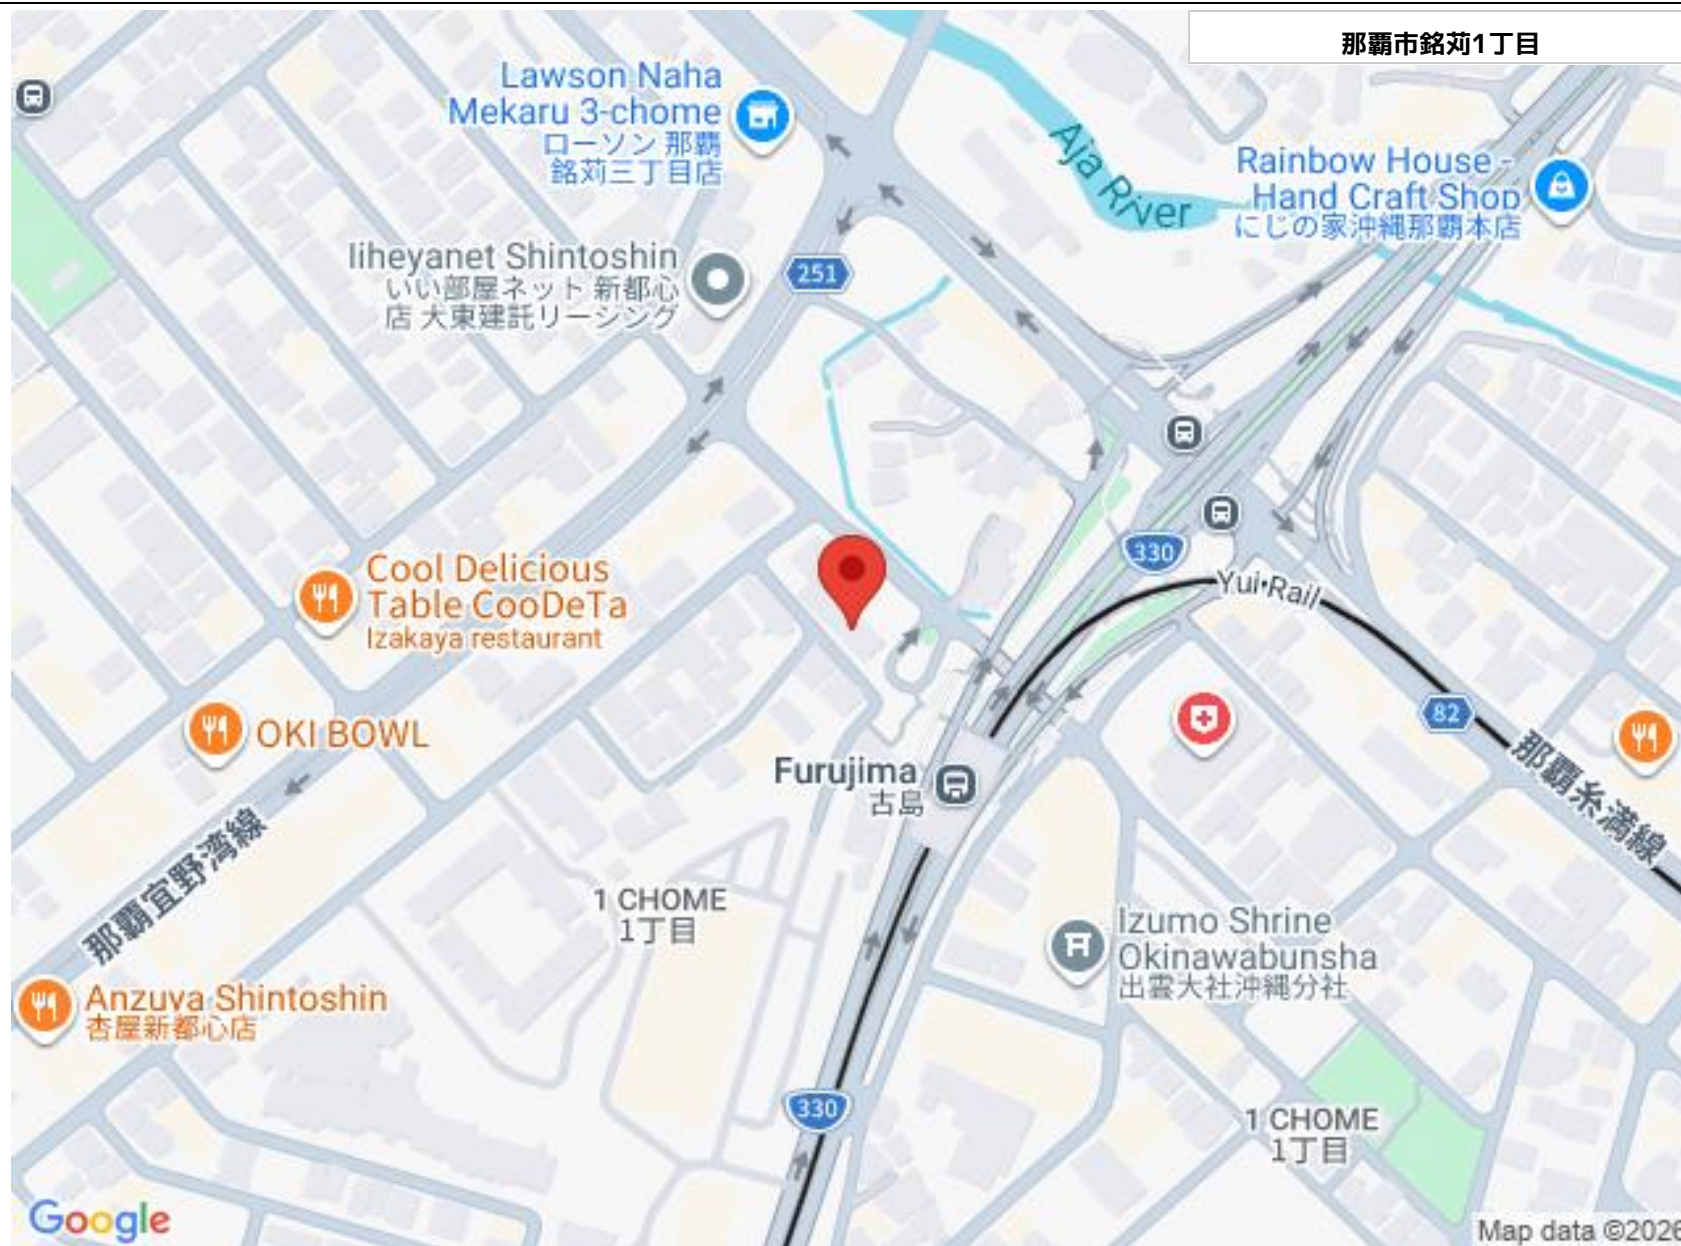 那覇市銘苅1丁目
Lawson Naha
Mekaru 3-chome
ローソン 那覇
銘苅三丁目店
Aja River
Rainbow House -
Hand Craft Shop
にじの家沖縄那覇本店
Iiheyanet Shintoshin
いい部屋ネット 新都心
店 大東建託リーシング
251
330
Yui Rail
Cool Delicious
Table CooDeTa
Izakaya restaurant
OKI BOWL
82
Furujima
古島
那覇糸満線
那覇宜野湾線
1 CHOME
1丁目
Izumo Shrine
Okinawabunsha
出雲大社沖縄分社
Anzuya Shintoshin
杏屋新都心店
330
1 CHOME
1丁目
Google
Map data ©2026